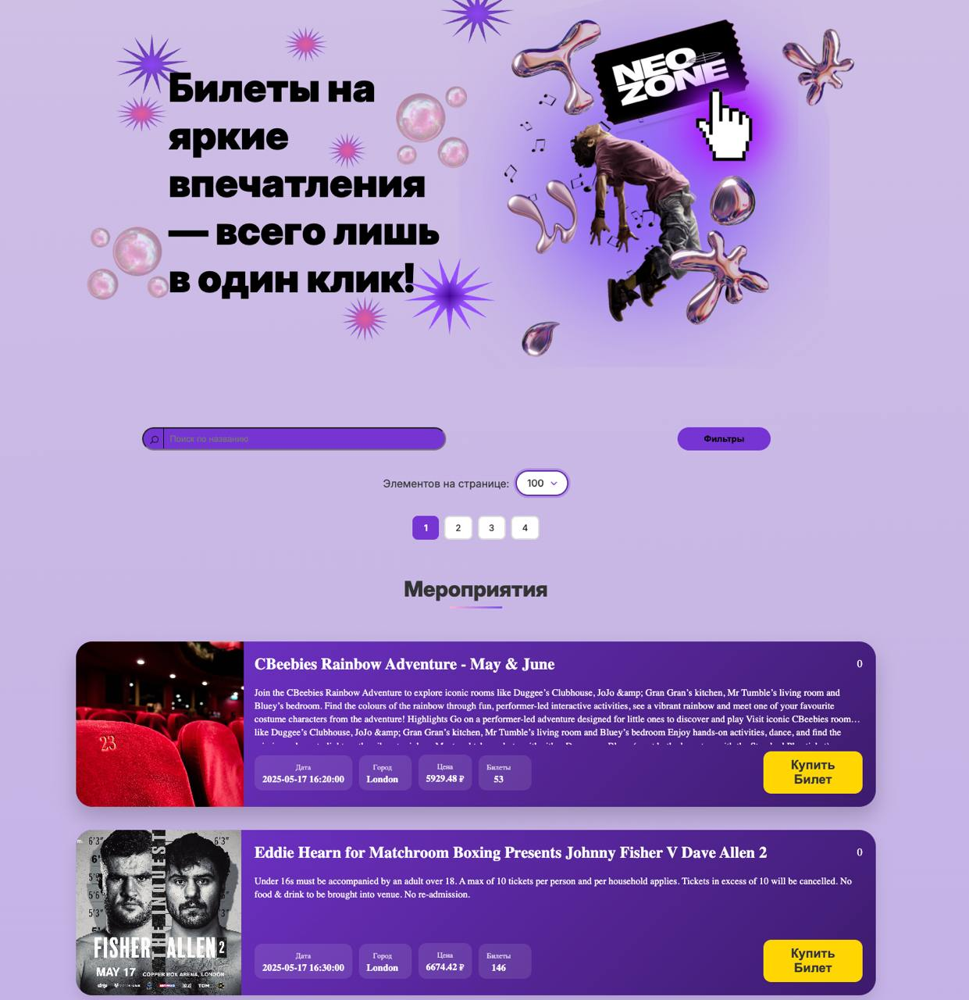 NEO
ZONE
Билеты на
яркие
впечатления
— всего лишь
в один клик!
Поиск по названию
Фильтры
Элементов на странице: 100
1 2 3 4
Мероприятия
CBeebies Rainbow Adventure - May & June
0
Join the CBeebies Rainbow Adventure to explore iconic rooms like Duggee’s Clubhouse, JoJo &amp; Gran Gran’s kitchen, Mr Tumble’s living room and
Bluey’s bedroom. Find the colours of the rainbow through fun, performer-led interactive activities, see a vibrant rainbow and meet one of your favourite
costume characters from the adventure! Highlights Go on a performer-led adventure designed for little ones to discover and play Visit iconic CBeebies room…
like Duggee’s Clubhouse, JoJo &amp; Gran Gran’s kitchen, Mr Tumble’s living room and Bluey’s bedroom Enjoy hands-on activities, dance, and find the
23
Дата Город Цена Билеты
2025-05-17 16:20:00 London 5929.48 ₽ 53
Купить
Билет
Eddie Hearn for Matchroom Boxing Presents Johnny Fisher V Dave Allen 2
0
Under 16s must be accompanied by an adult over 18. A max of 10 tickets per person and per household applies. Tickets in excess of 10 will be cancelled. No
food & drink to be brought into venue. No re-admission.
6'3" 6'3"
5'3"
THE INQUEST
FISHER ALLEN 2
MAY 17 COPPER BOX ARENA, LONDON
Дата Город Цена Билеты
2025-05-17 16:30:00 London 6674.42 ₽ 146
Купить
Билет